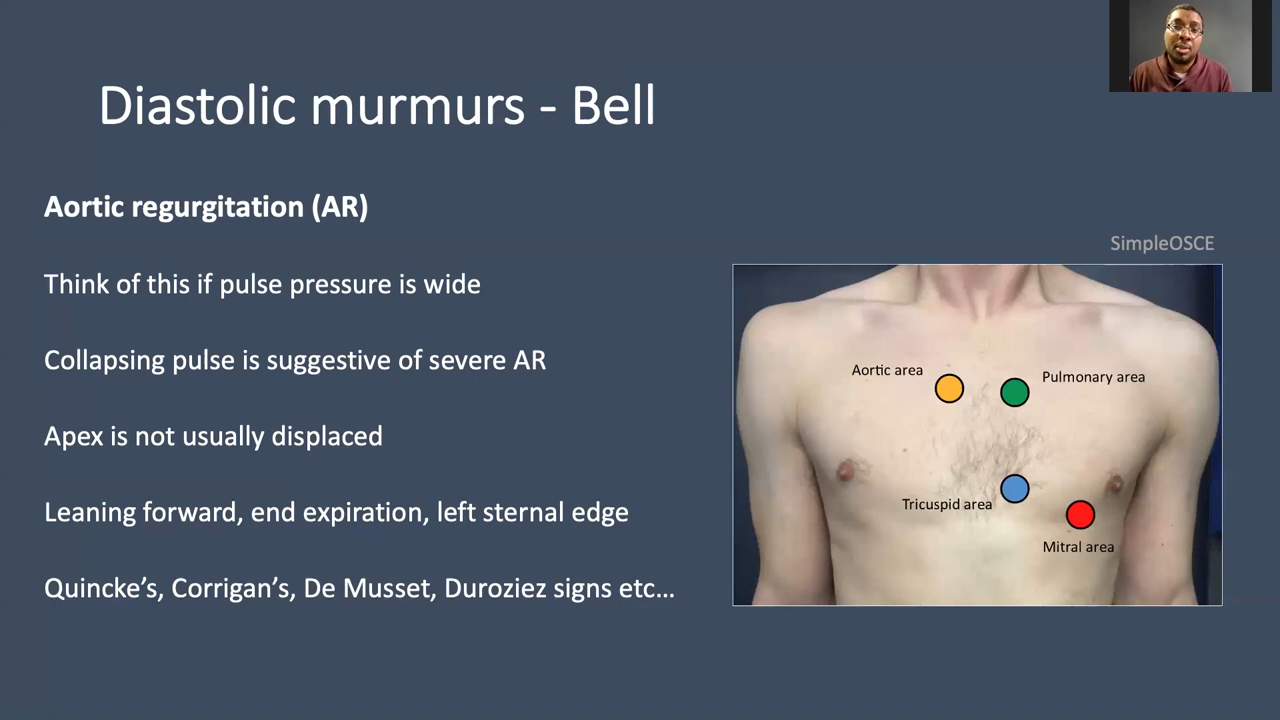 Diastolic murmurs - Bell
Aortic regurgitation (AR)
Think of this if pulse pressure is wide
Collapsing pulse is suggestive of severe AR
Apex is not usually displaced
Leaning forward, end expiration, left sternal edge
Quincke’s, Corrigan’s, De Musset, Duroziez signs etc…
SimpleOSCE
Aortic area
Pulmonary area
Tricuspid area
Mitral area